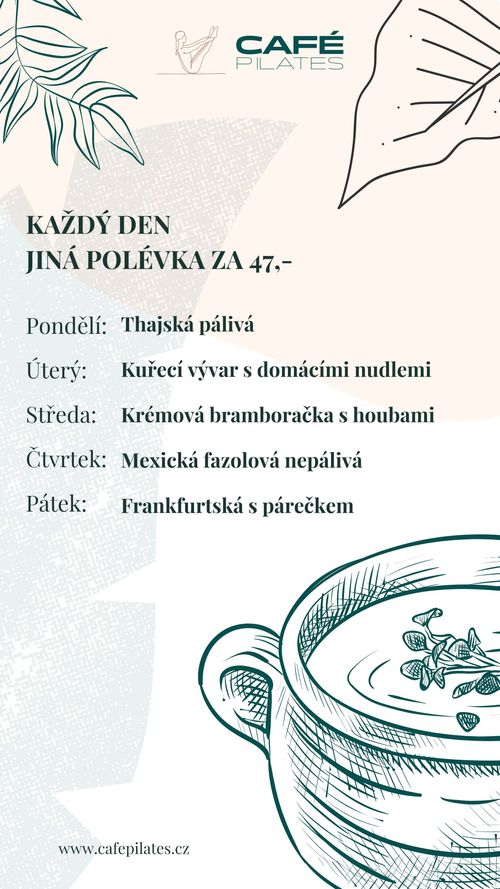 CAFÉ
PILATES
KAŽDÝ DEN
JINÁ POLÉVKA ZA 47,-
Pondělí: Thajská pálivá
Úterý: Kuřecí vývar s domácími nudlemi
Středa: Krémová bramboračka s houbami
Čtvrtek: Mexická fazolová nepálivá
Pátek: Frankfurtská s párečkem
www.cafepilates.cz